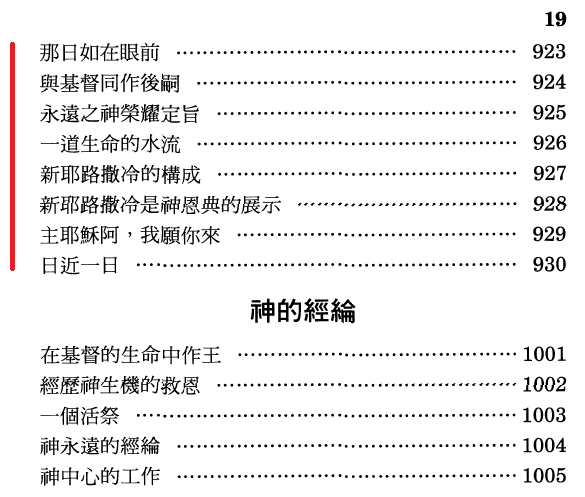 19
那日如在眼前 ………………………………………… 923
與基督同作後嗣 ……………………………………… 924
永遠之神榮耀定旨 …………………………………… 925
一道生命的水流 ……………………………………… 926
新耶路撒冷的構成 …………………………………… 927
新耶路撒冷是神恩典的展示 ………………………… 928
主耶穌阿，我願你來 ………………………………… 929
日近一日 ……………………………………………… 930
神的經綸
在基督的生命中作王 ………………………………… 1001
經歷神生機的救恩 …………………………………… 1002
一個活祭 ……………………………………………… 1003
神永遠的經綸 ………………………………………… 1004
神中心的工作 ………………………………………… 1005